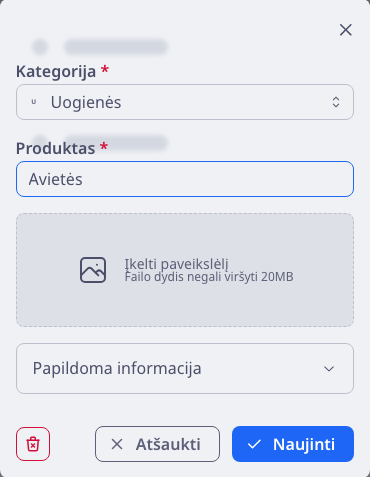 Kategorija *
U Uogienės
Produktas *
Avietės
Įkelti paveikslėlį
Failo dydis negali viršyti 20MB
Papildoma informacija
Atšaukti
Naujinti